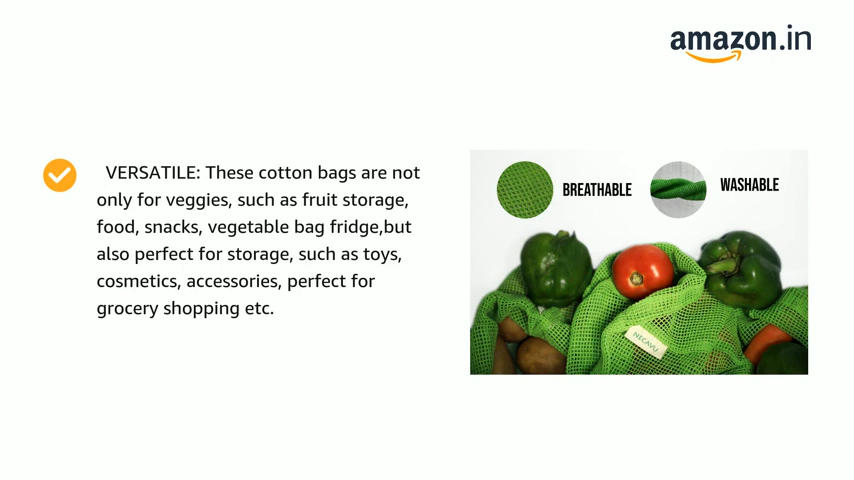 amazon.in
VERSATILE: These cotton bags are not
only for veggies, such as fruit storage,
food, snacks, vegetable bag fridge,but
also perfect for storage, such as toys,
cosmetics, accessories, perfect for
grocery shopping etc.
BREATHABLE
WASHABLE
NECAVU